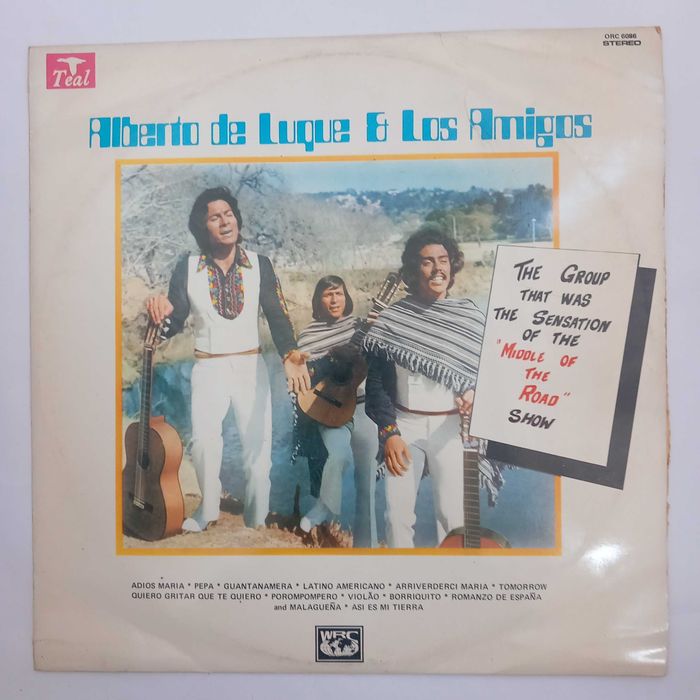 Teal
ORC 6086
STEREO
Alberto de Luque & Los Amigos
THE GROUP
THAT WAS
THE SENSATION
OF THE
"MIDDLE OF
THE
ROAD"
SHOW
ADIOS MARIA * PEPA * GUANTANAMERA * LATINO AMERICANO * ARRIVERDERCI MARIA * TOMORROW
QUIERO GRITAR QUE TE QUIERO * POROMPOMPERO * VIOLÃO * BORRIQUITO * ROMANZO DE ESPAÑA
and MALAGUEÑA * ASI ES MI TIERRA
WRC